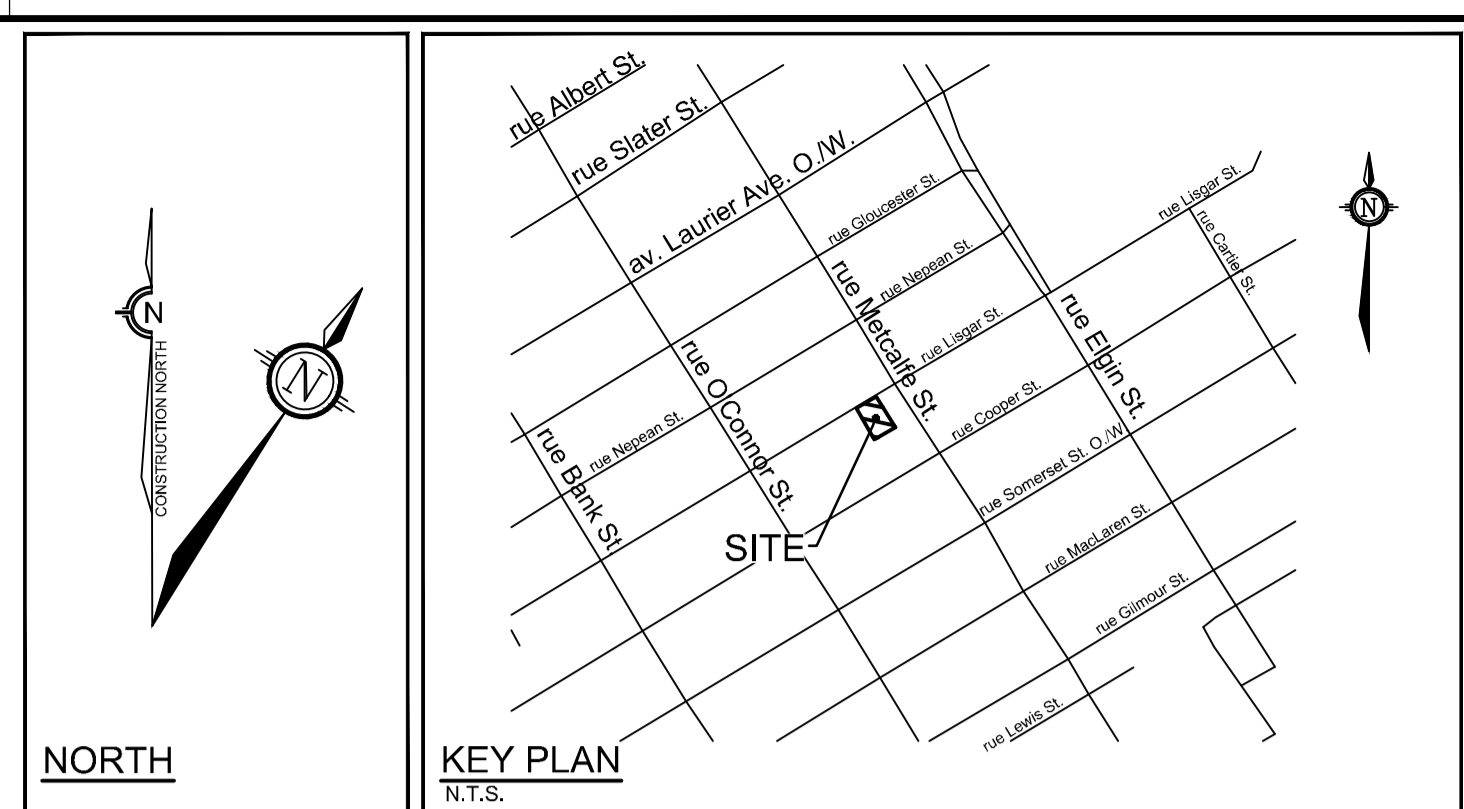 N
CONSTRUCTION NORTH
N
NORTH
rue Albert St.
rue Slater St.
av. Laurier Ave. O./W.
rue Gloucester St.
rue Nepean St.
rue Lisgar St.
rue Lisgar St.
rue Cartier St.
N
rue Metcalfe St.
rue Elgin St.
rue O Connor St.
rue Cooper St.
rue Nepean St.
rue Bank St.
rue Somerset St. O./W.
SITE
rue MacLaren St.
rue Gilmour St.
rue Lewis St.
KEY PLAN
N.T.S.